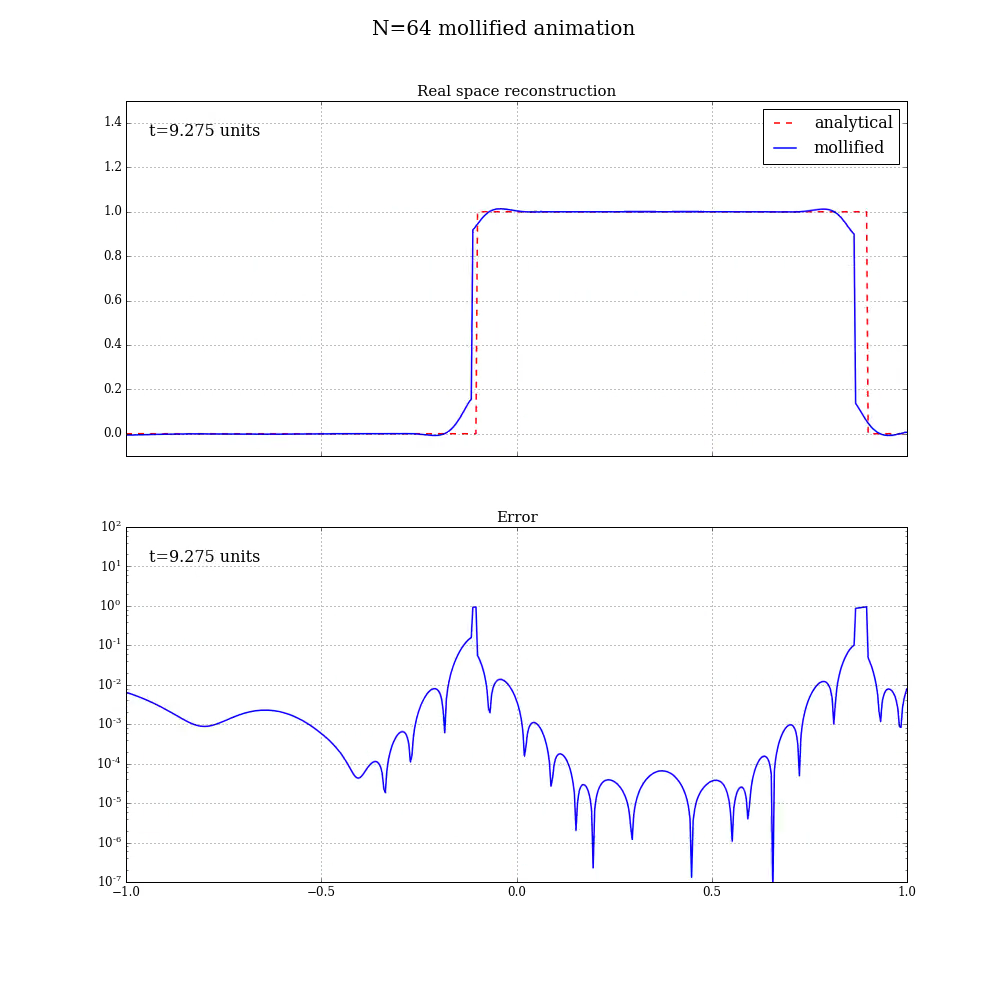 N=64 mollified animation
Real space reconstruction
t=9.275 units
analytical
mollified
1.4
1.2
1.0
0.8
0.6
0.4
0.2
0.0
Error
t=9.275 units
10²
10¹
10⁰
10⁻¹
10⁻²
10⁻³
10⁻⁴
10⁻⁵
10⁻⁶
10⁻⁷
−1.0 −0.5 0.0 0.5 1.0